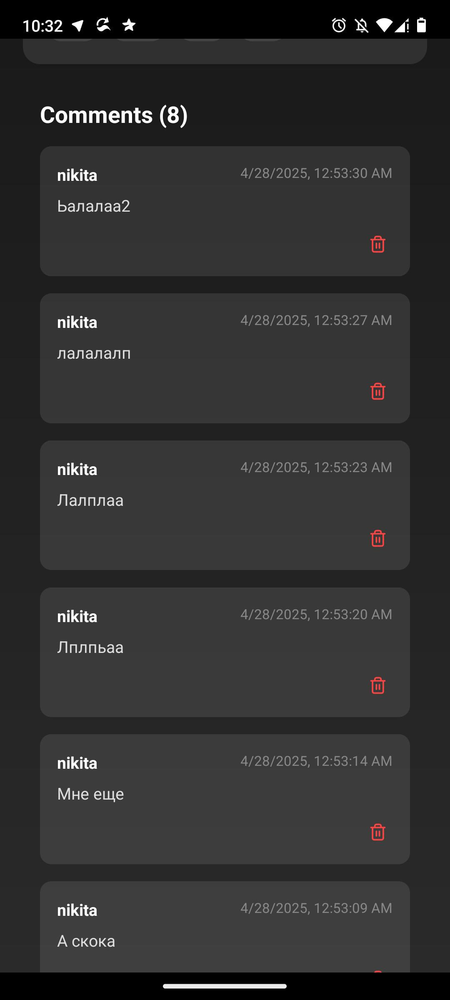 10:32
Comments (8)
nikita 4/28/2025, 12:53:30 AM
Ьалалаа2
nikita 4/28/2025, 12:53:27 AM
лалалалп
nikita 4/28/2025, 12:53:23 AM
Лалплаа
nikita 4/28/2025, 12:53:20 AM
Лплпьаа
nikita 4/28/2025, 12:53:14 AM
Мне еще
nikita 4/28/2025, 12:53:09 AM
А скока